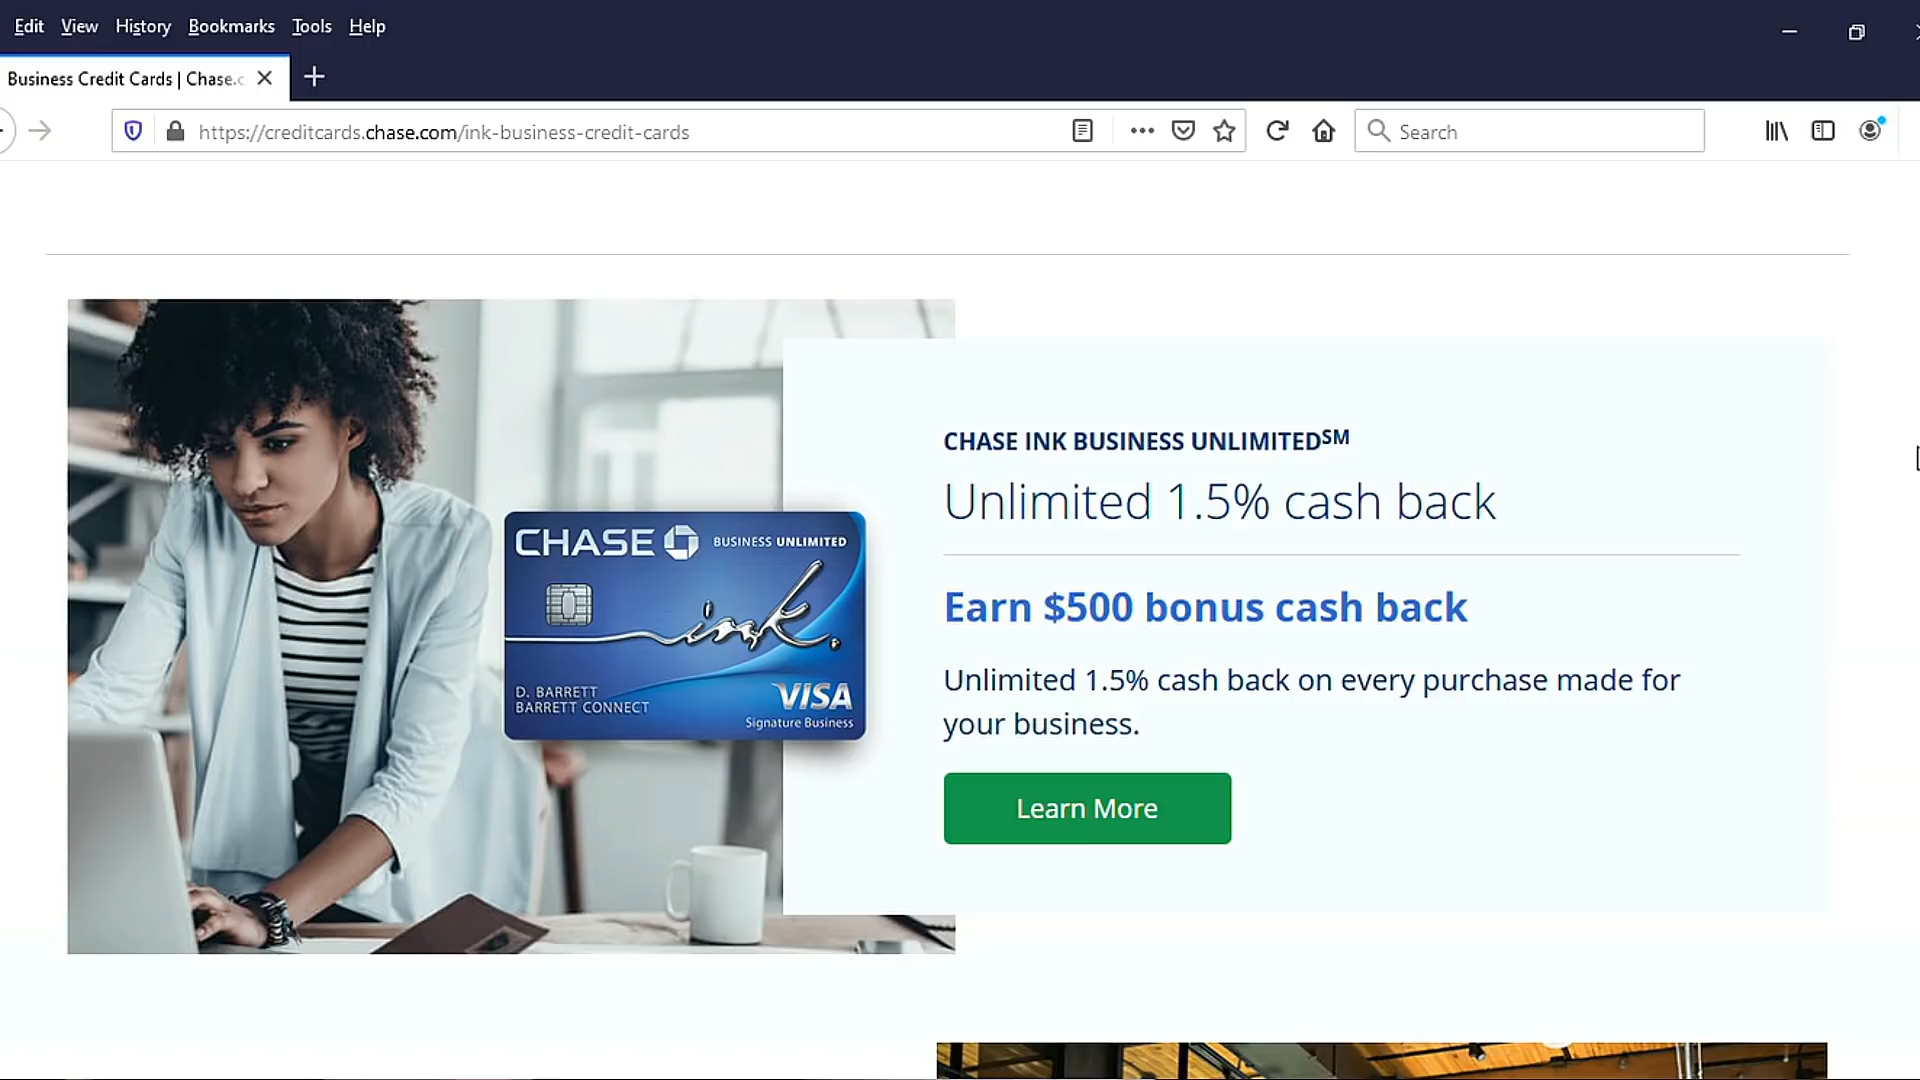 Edit View History Bookmarks Tools Help
Business Credit Cards | Chase.c
https://creditcards.chase.com/ink-business-credit-cards
Search
CHASE INK BUSINESS UNLIMITEDSM
Unlimited 1.5% cash back
Earn $500 bonus cash back
Unlimited 1.5% cash back on every purchase made for
your business.
Learn More
CHASE BUSINESS UNLIMITED
ink.
D. BARRETT
BARRETT CONNECT
VISA
Signature Business